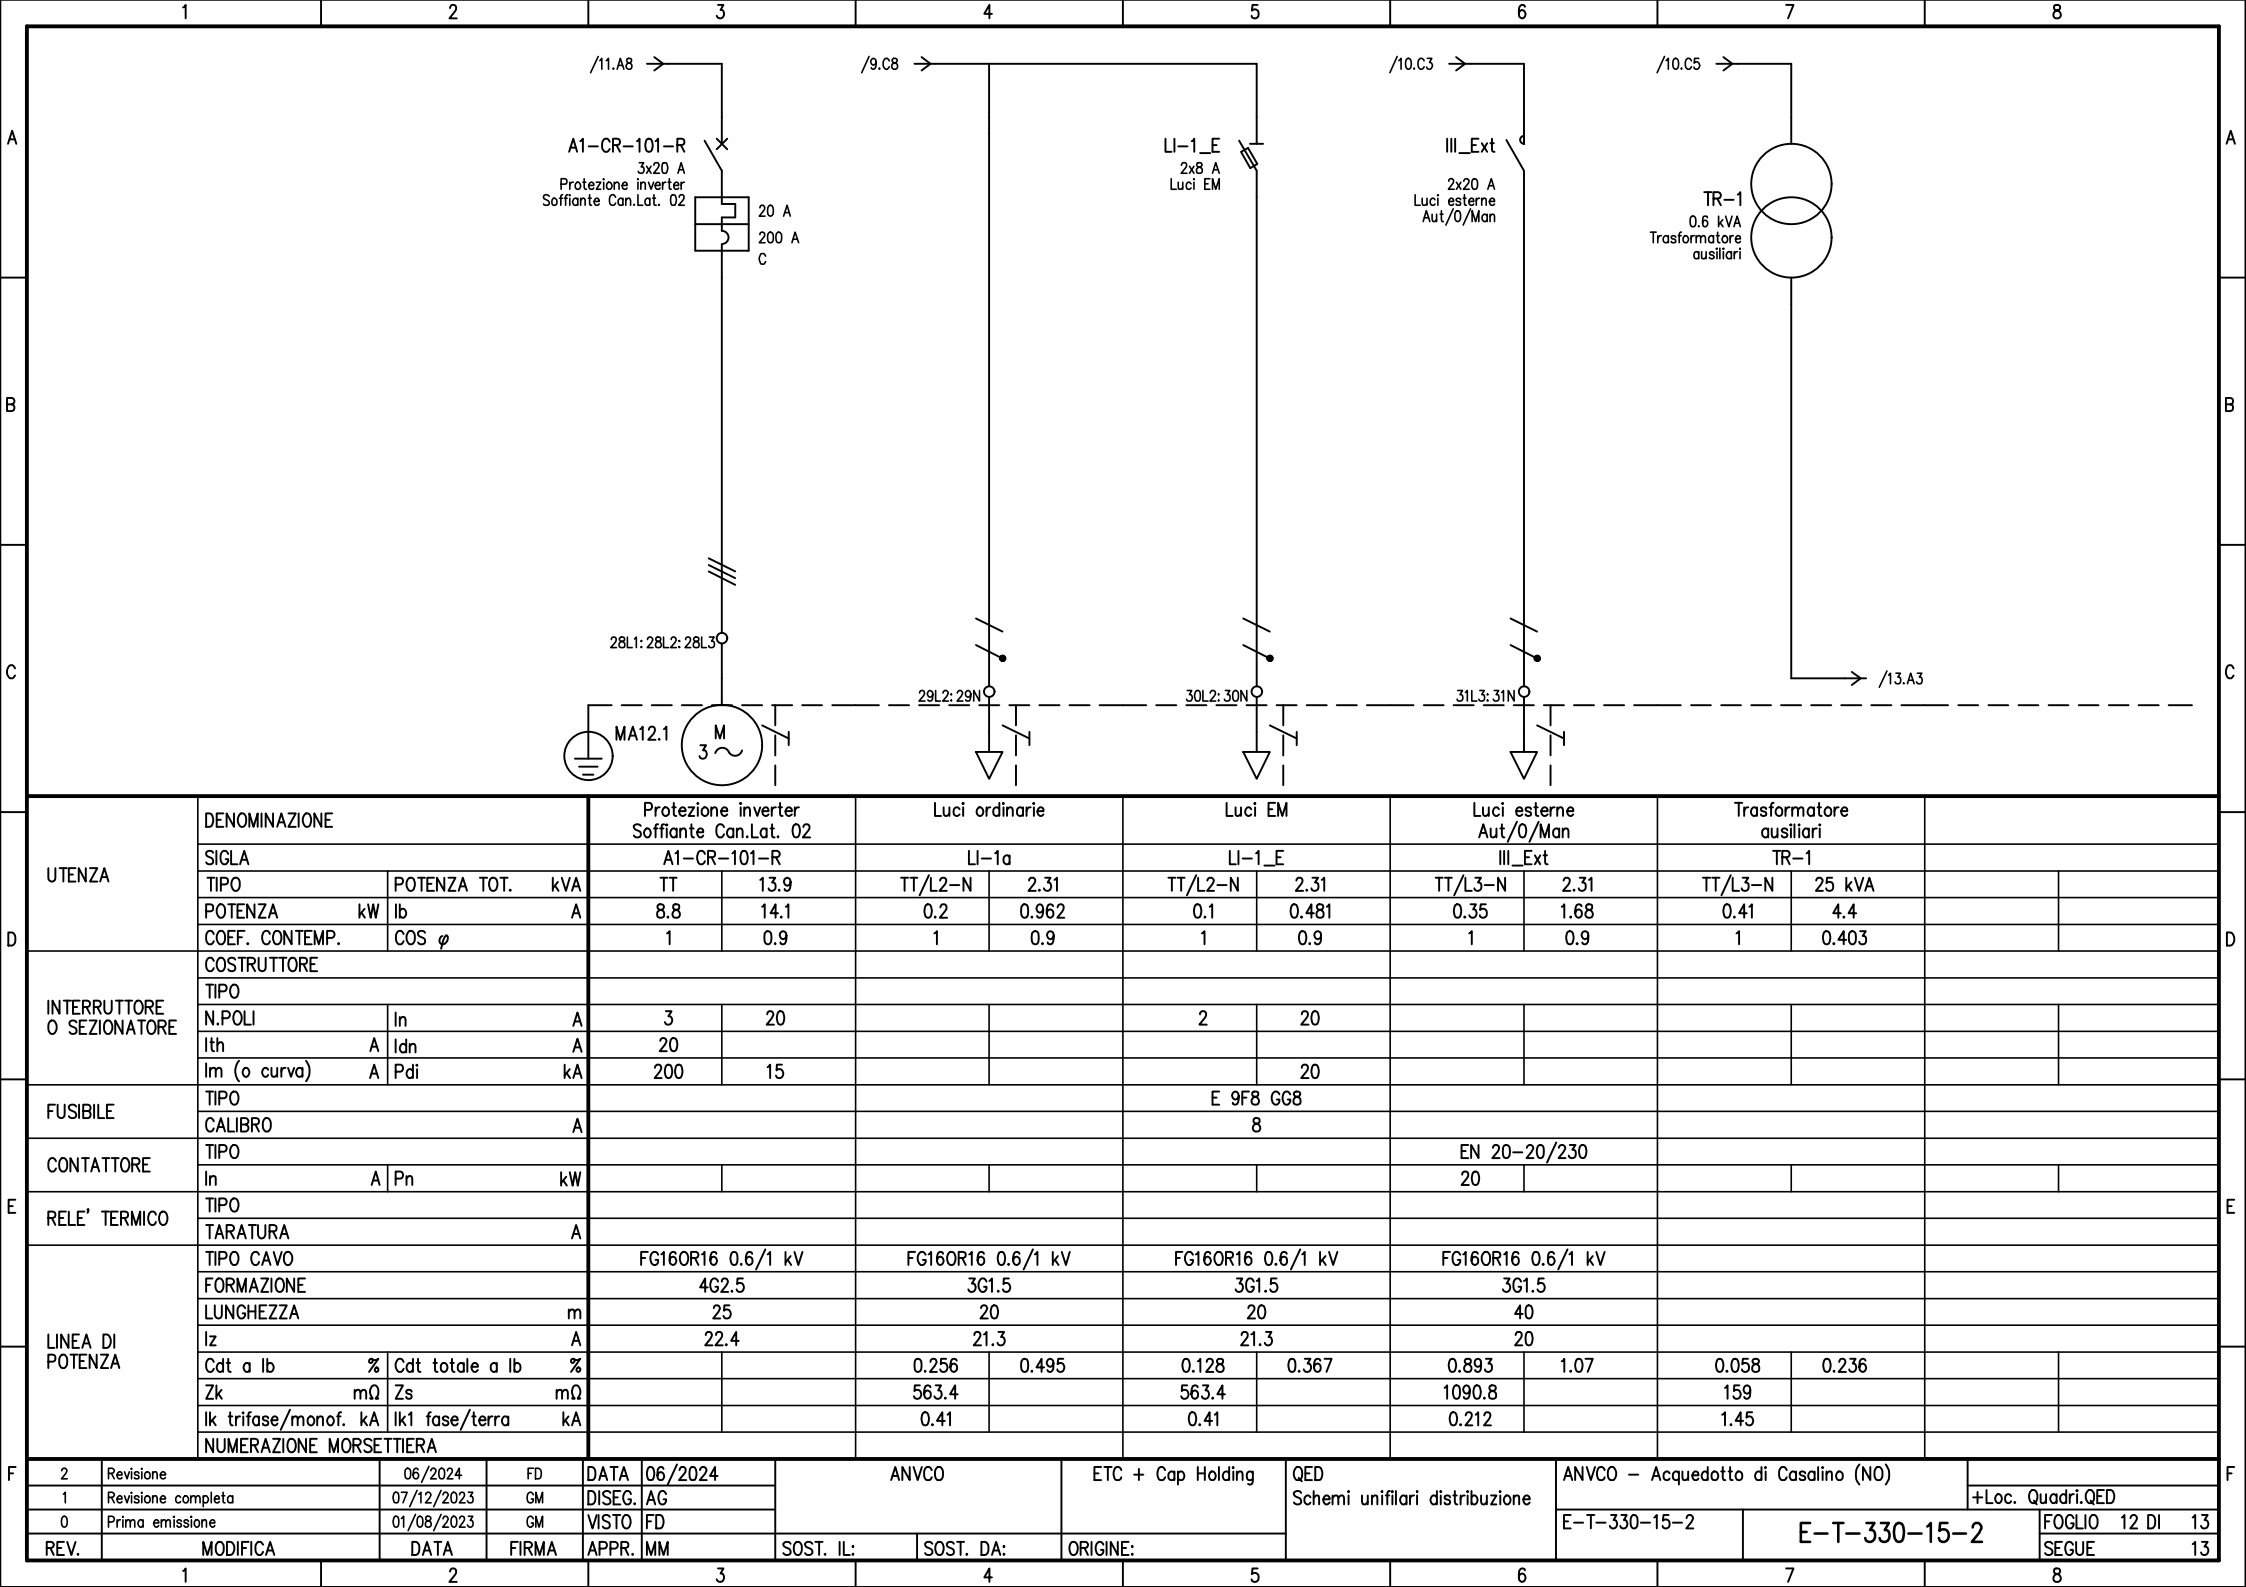 1 2 3 4 5 6 7 8
/11.A8 /9.C8 /10.C3 /10.C5
A A
A1-CR-101-R
3x20 A
Protezione inverter
Soffiante Can.Lat. 02
20 A
200 A
C
LI-1_E
2x8 A
Luci EM
III_Ext
2x20 A
Luci esterne
Aut/0/Man
TR-1
0.6 kVA
Trasformatore
ausiliari
B B
28L1: 28L2: 28L3
C C
29L2: 29N 30L2: 30N 31L3: 31N
/13.A3
MA12.1
M
3
UTENZA
DENOMINAZIONE
Protezione inverter
Soffiante Can.Lat. 02
Luci ordinarie
Luci EM
Luci esterne
Aut/0/Man
Trasformatore
ausiliari
SIGLA A1-CR-101-R LI-1a LI-1_E III_Ext TR-1
TIPO POTENZA TOT. kVA TT 13.9 TT/L2-N 2.31 TT/L2-N 2.31 TT/L3-N 2.31 TT/L3-N 25 kVA
POTENZA kW Ib A 8.8 14.1 0.2 0.962 0.1 0.481 0.35 1.68 0.41 4.4
D COEF. CONTEMP. COS φ 1 0.9 1 0.9 1 0.9 1 0.9 1 0.403 D
INTERRUTTORE
O SEZIONATORE
COSTRUTTORE
TIPO
N.POLI In A 3 20 2 20
Ith A Idn A 20
Im (o curva) A Pdi kA 200 15 20
FUSIBILE
TIPO E 9F8 GG8
CALIBRO A 8
CONTATTORE
TIPO EN 20-20/230
In A Pn kW 20
E E
RELE' TERMICO
TIPO
TARATURA A
LINEA DI
POTENZA
TIPO CAVO FG16OR16 0.6/1 kV FG16OR16 0.6/1 kV FG16OR16 0.6/1 kV FG16OR16 0.6/1 kV
FORMAZIONE 4G2.5 3G1.5 3G1.5 3G1.5
LUNGHEZZA m 25 20 20 40
Iz A 22.4 21.3 21.3 20
Cdt a Ib % Cdt totale a Ib % 0.256 0.495 0.128 0.367 0.893 1.07 0.058 0.236
Zk mΩ Zs mΩ 563.4 563.4 1090.8 159
Ik trifase/monof. kA Ik1 fase/terra kA 0.41 0.41 0.212 1.45
NUMERAZIONE MORSETTIERA
F F
2 Revisione 06/2024 FD DATA 06/2024
1 Revisione completa 07/12/2023 GM DISEG. AG
0 Prima emissione 01/08/2023 GM VISTO FD
REV. MODIFICA DATA FIRMA APPR. MM
ANVCO
SOST. IL: SOST. DA: ORIGINE:
ETC + Cap Holding
QED
Schemi unifilari distribuzione
ANVCO - Acquedotto di Casalino (NO)
+Loc. Quadri.QED
E-T-330-15-2
E-T-330-15-2
FOGLIO 12 DI 13
SEGUE 13
1 2 3 4 5 6 7 8